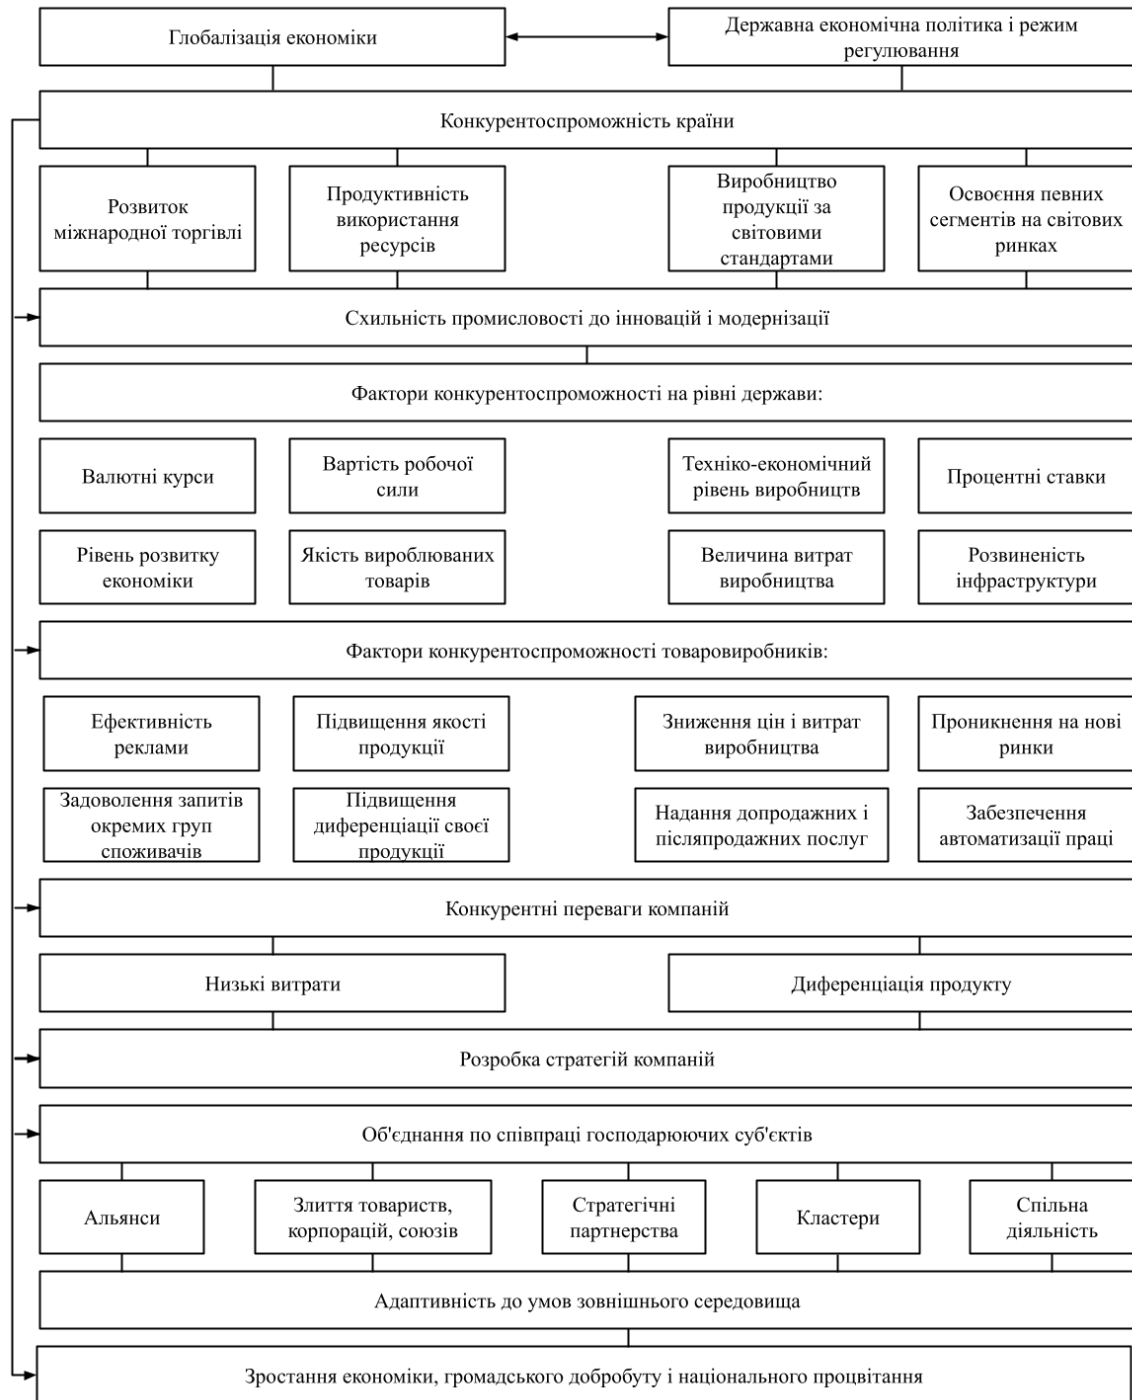 Глобалізація економіки
Державна економічна політика і режим
регулювання
Конкурентоспроможність країни
Розвиток
міжнародної торгівлі
Продуктивність
використання
ресурсів
Виробництво
продукції за
світовими
стандартами
Освоєння певних
сегментів на світових
ринках
Схильність промисловості до інновацій і модернізації
Фактори конкурентоспроможності на рівні держави:
Валютні курси
Вартість робочої
сили
Техніко-економічний
рівень виробництв
Процентні ставки
Рівень розвитку
економіки
Якість вироблюваних
товарів
Величина витрат
виробництва
Розвиненість
інфраструктури
Фактори конкурентоспроможності товаровиробників:
Ефективність
реклами
Підвищення якості
продукції
Зниження цін і витрат
виробництва
Проникнення на нові
ринки
Задоволення запитів
окремих груп
споживачів
Підвищення
диференціації своєї
продукції
Надання допродажних і
післяпродажних послуг
Забезпечення
автоматизації праці
Конкурентні переваги компаній
Низькі витрати
Диференціація продукту
Розробка стратегій компаній
Об'єднання по співпраці господарюючих суб'єктів
Альянси
Злиття товариств,
корпорацій, союзів
Стратегічні
партнерства
Кластери
Спільна
діяльність
Адаптивність до умов зовнішнього середовища
Зростання економіки, громадського добробуту і національного процвітання